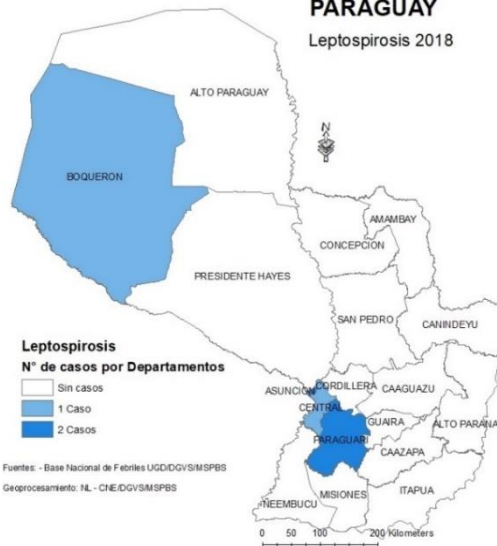 PARAGUAY
Leptospirosis 2018
ALTO PARAGUAY
N
BOQUERON
AMAMBAY
CONCEPCION
PRESIDENTE HAYES
SAN PEDRO
CANINDEYU
Leptospirosis
N° de casos por Departamentos
Sin casos
1 Caso
2 Casos
ASUNCION
CORDILLERA
CAAGUAZU
CENTRAL
GUAIRA
ALTO PARANA
PARAGUARI
CAAZAPA
Fuentes: - Base Nacional de Febriles UGD/DGVS/MSPBS
Geoprocesamiento: NL - CNE/DGVS/MSPBS
MISIONES
ITAPUA
ÑEEMBUCU
0 50 100 200 Kilometers